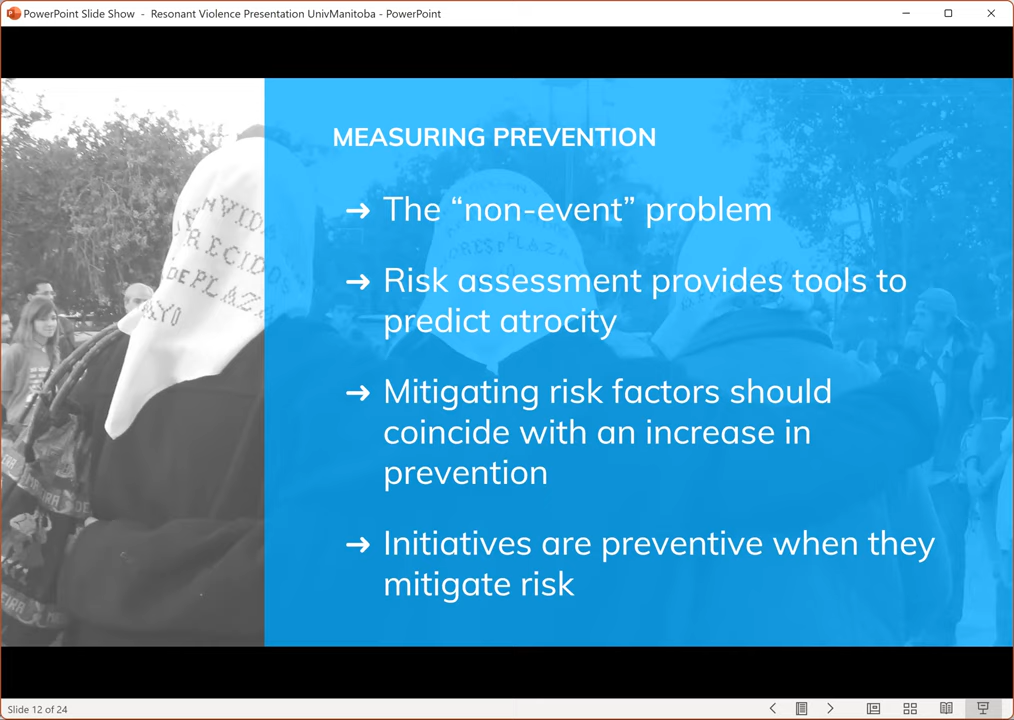 PowerPoint Slide Show - Resonant Violence Presentation UnivManitoba - PowerPoint
MEASURING PREVENTION
➔ The “non-event” problem
➔ Risk assessment provides tools to
predict atrocity
➔ Mitigating risk factors should
coincide with an increase in
prevention
➔ Initiatives are preventive when they
mitigate risk
DE PLAZA
Slide 12 of 24